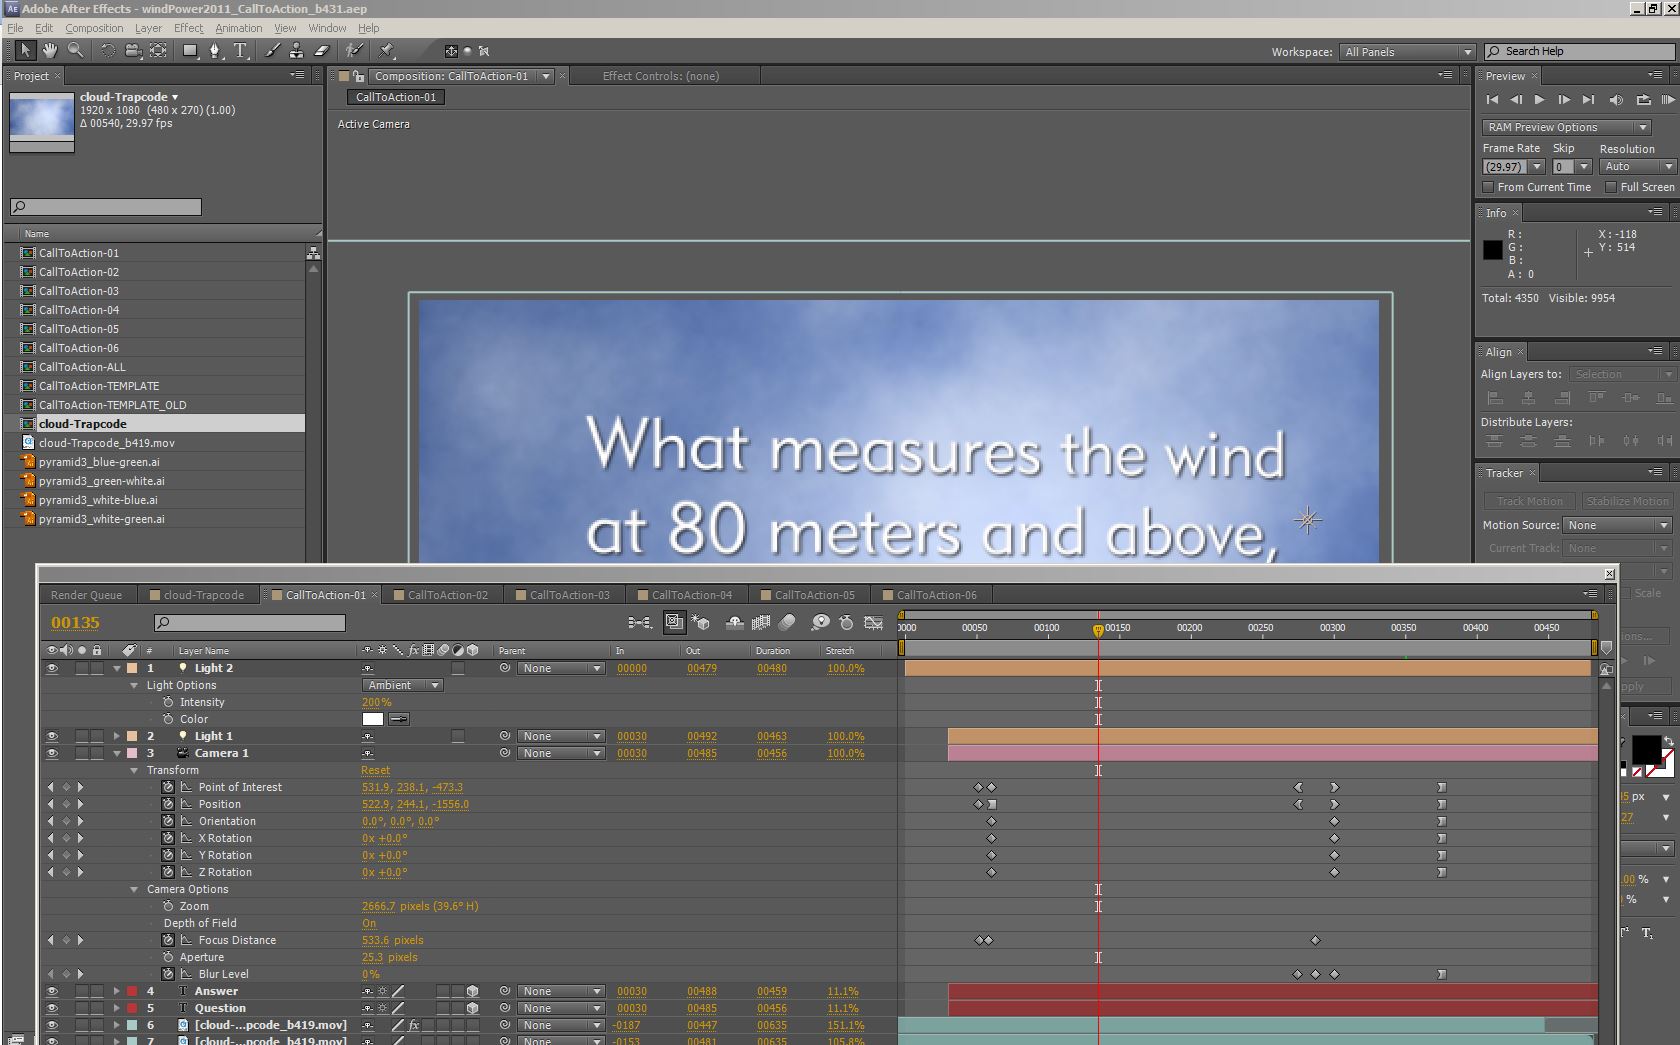 Adobe After Effects - windPower2011_CallToAction_b431.aep
File Edit Composition Layer Effect Animation View Window Help
Workspace: All Panels Search Help
Project
cloud-Trapcode
1920 x 1080 (480 x 270) (1.00)
Δ 00540, 29.97 fps
Name
CallToAction-01
CallToAction-02
CallToAction-03
CallToAction-04
CallToAction-05
CallToAction-06
CallToAction-ALL
CallToAction-TEMPLATE
CallToAction-TEMPLATE_OLD
cloud-Trapcode
cloud-Trapcode_b419.mov
pyramid3_blue-green.ai
pyramid3_green-white.ai
pyramid3_white-blue.ai
pyramid3_white-green.ai
Composition: CallToAction-01 Effect Controls: (none)
CallToAction-01
Active Camera
What measures the wind
at 80 meters and above,
Preview
RAM Preview Options
Frame Rate Skip Resolution
(29.97) 0 Auto
From Current Time Full Screen
Info
R :
G :
B :
A : 0
X : -118
Y : 514
Total: 4350 Visible: 9954
Align
Align Layers to: Selection
Distribute Layers:
Tracker
Track Motion Stabilize Motion
Motion Source: None
Current Track: None
Scale
ons...
pply
px
27
%
%
Render Queue cloud-Trapcode CallToAction-01 CallToAction-02 CallToAction-03 CallToAction-04 CallToAction-05 CallToAction-06
00135
0000 00050 00100 00150 00200 00250 00300 00350 00400 00450
# Layer Name Parent In Out Duration Stretch
1 Light 2 None 00000 00479 00480 100.0%
Light Options Ambient
Intensity 200%
Color
2 Light 1 None 00030 00492 00463 100.0%
3 Camera 1 None 00030 00485 00456 100.0%
Transform Reset
Point of Interest 531.9, 238.1, -473.3
Position 522.9, 244.1, -1556.0
Orientation 0.0°, 0.0°, 0.0°
X Rotation 0x +0.0°
Y Rotation 0x +0.0°
Z Rotation 0x +0.0°
Camera Options
Zoom 2666.7 pixels (39.6° H)
Depth of Field On
Focus Distance 533.6 pixels
Aperture 25.3 pixels
Blur Level 0%
4 T Answer None 00030 00488 00459 11.1%
5 T Question None 00030 00485 00456 11.1%
6 [cloud-...pcode_b419.mov] None -0187 00447 00635 151.1%
7 [cloud-...pcode_b419.mov] None -0153 00481 00635 105.8%